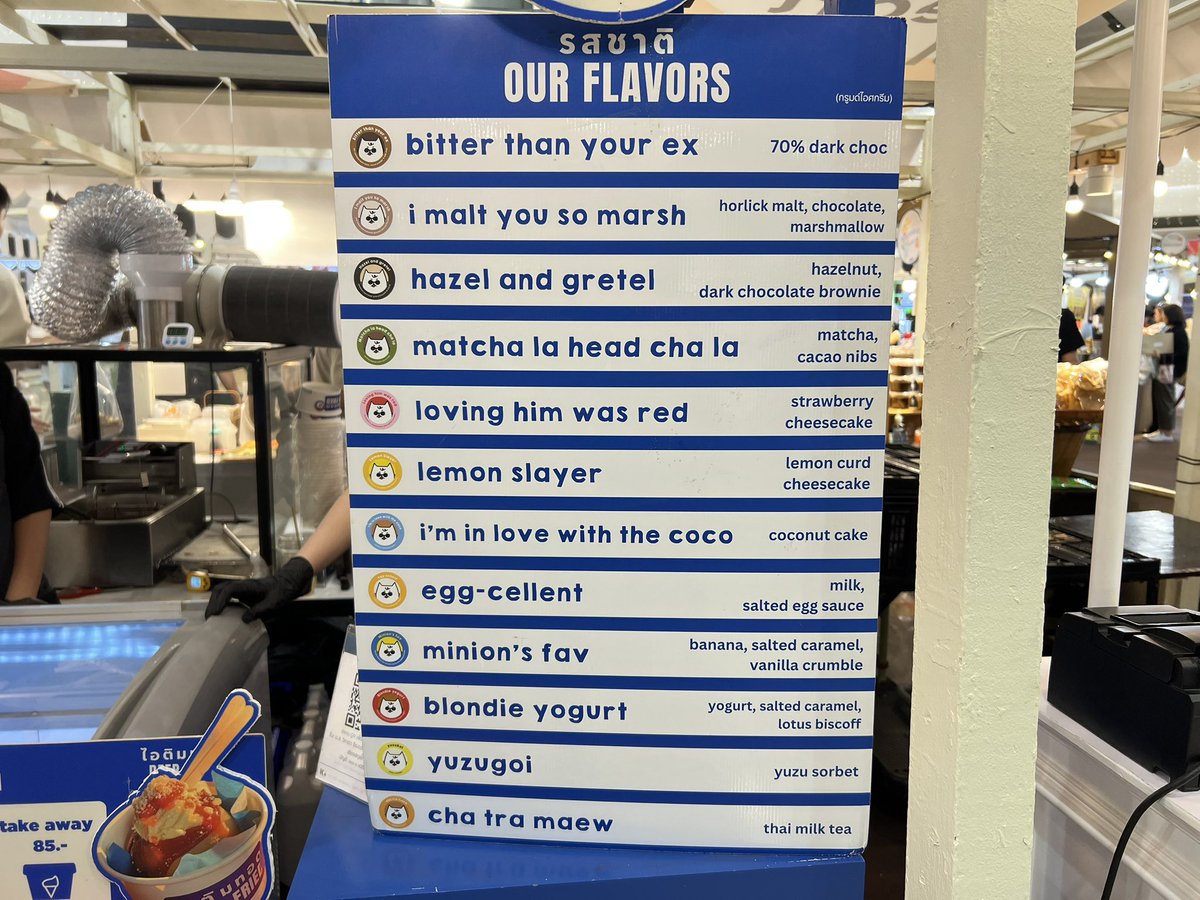 รสชาติ
OUR FLAVORS
(กรูมต์ไอศกรีม)
bitter than your ex
70% dark choc
i malt you so marsh
horlick malt, chocolate,
marshmallow
hazel and gretel
hazelnut,
dark chocolate brownie
matcha la head cha la
matcha,
cacao nibs
loving him was red
strawberry
cheesecake
lemon slayer
lemon curd
cheesecake
i'm in love with the coco
coconut cake
egg-cellent
milk,
salted egg sauce
minion's fav
banana, salted caramel,
vanilla crumble
blondie yogurt
yogurt, salted caramel,
lotus biscoff
yuzugoi
yuzu sorbet
cha tra maew
thai milk tea
take away
85.-